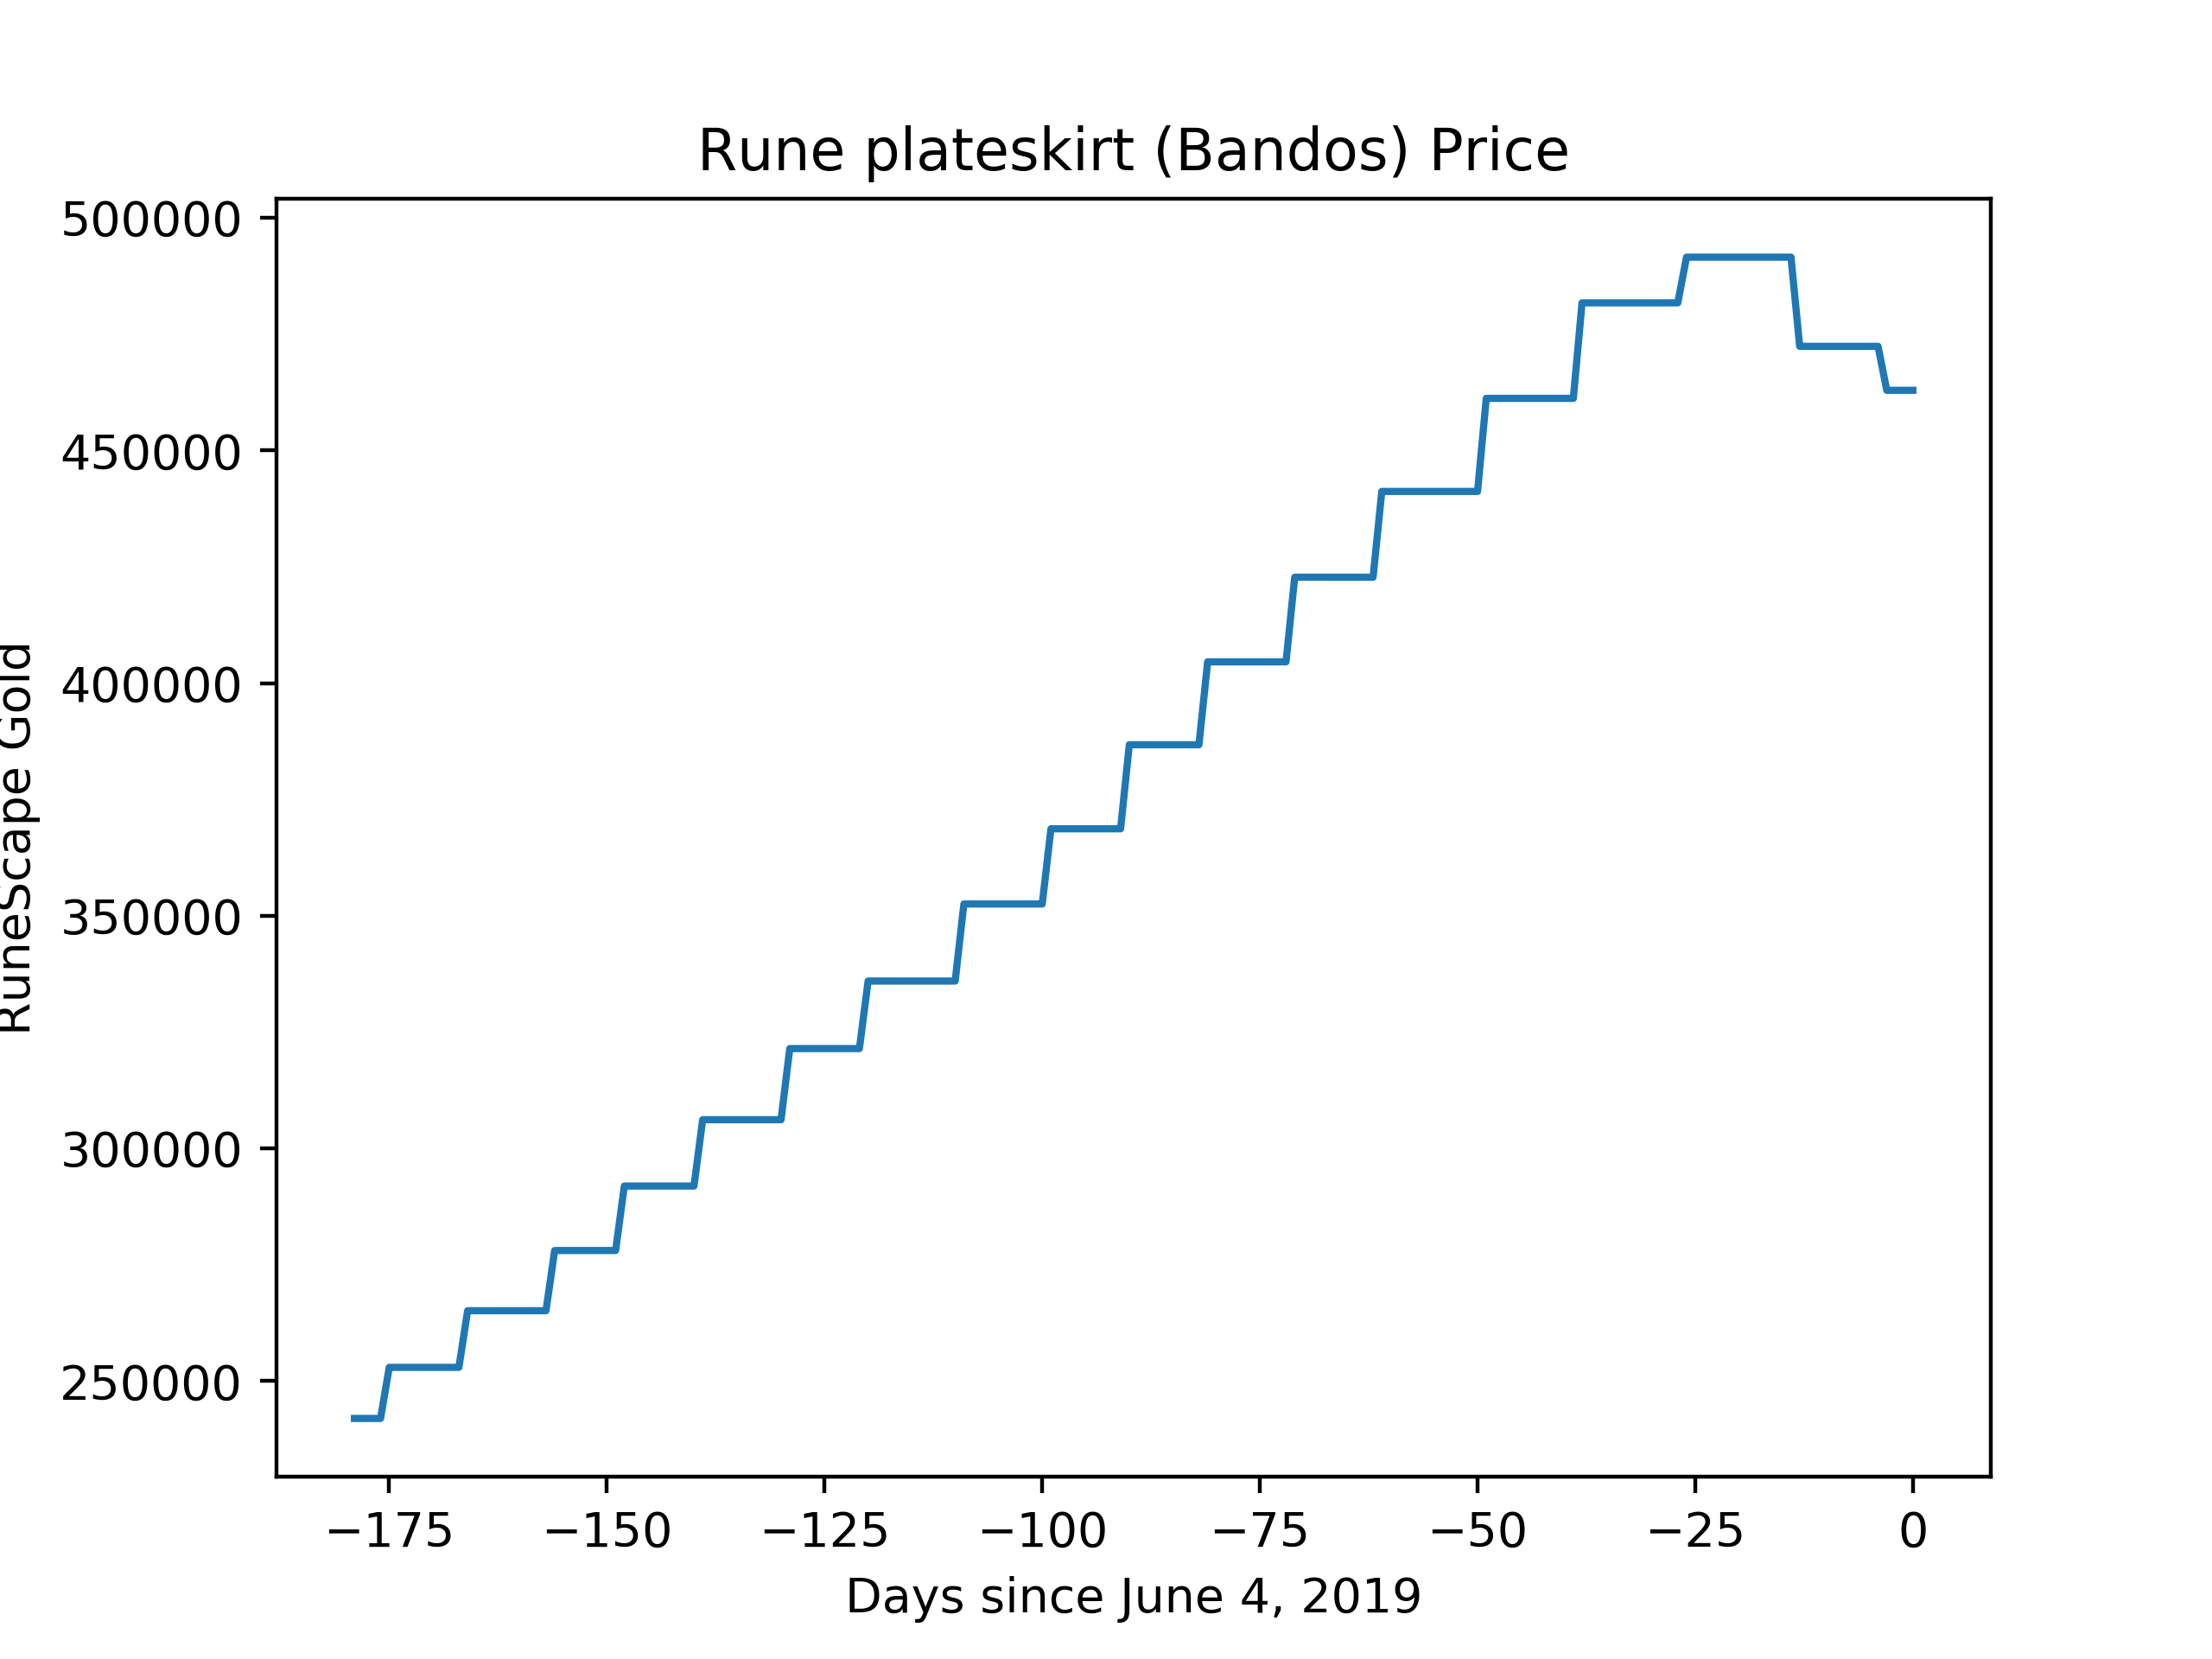 Rune plateskirt (Bandos) Price
500000
450000
400000
350000
300000
250000
RuneScape Gold
−175 −150 −125 −100 −75 −50 −25 0
Days since June 4, 2019